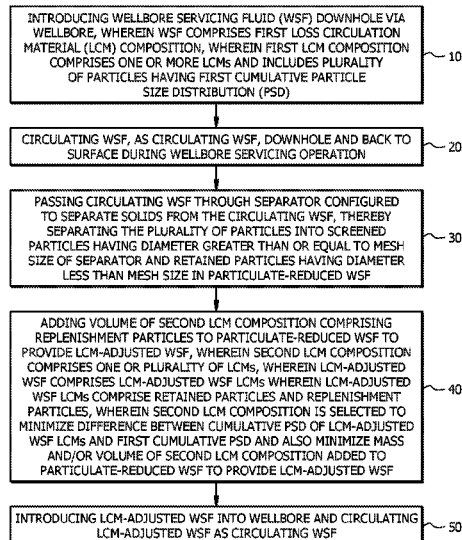 INTRODUCING WELLBORE SERVICING FLUID (WSF) DOWNHOLE VIA
WELLBORE, WHEREIN WSF COMPRISES FIRST LOSS CIRCULATION
MATERIAL (LCM) COMPOSITION, WHEREIN FIRST LCM COMPOSITION
COMPRISES ONE OR MORE LCMs AND INCLUDES PLURALITY
OF PARTICLES HAVING FIRST CUMULATIVE PARTICLE
SIZE DISTRIBUTION (PSD)
10
CIRCULATING WSF, AS CIRCULATING WSF, DOWNHOLE AND BACK TO
SURFACE DURING WELLBORE SERVICING OPERATION
20
PASSING CIRCULATING WSF THROUGH SEPARATOR CONFIGURED
TO SEPARATE SOLIDS FROM THE CIRCULATING WSF, THEREBY
SEPARATING THE PLURALITY OF PARTICLES INTO SCREENED
PARTICLES HAVING DIAMETER GREATER THAN OR EQUAL TO MESH
SIZE OF SEPARATOR AND RETAINED PARTICLES HAVING DIAMETER
LESS THAN MESH SIZE IN PARTICULATE-REDUCED WSF
30
ADDING VOLUME OF SECOND LCM COMPOSITION COMPRISING
REPLENISHMENT PARTICLES TO PARTICULATE-REDUCED WSF TO
PROVIDE LCM-ADJUSTED WSF, WHEREIN SECOND LCM COMPOSITION
COMPRISES ONE OR PLURALITY OF LCMs, WHEREIN LCM-ADJUSTED
WSF COMPRISES LCM-ADJUSTED WSF LCMs WHEREIN LCM-ADJUSTED
WSF LCMs COMPRISE RETAINED PARTICLES AND REPLENISHMENT
PARTICLES, WHEREIN SECOND LCM COMPOSITION IS SELECTED TO
MINIMIZE DIFFERENCE BETWEEN CUMULATIVE PSD OF LCM-ADJUSTED
WSF LCMs AND FIRST CUMULATIVE PSD AND ALSO MINIMIZE MASS
AND/OR VOLUME OF SECOND LCM COMPOSITION ADDED TO
PARTICULATE-REDUCED WSF TO PROVIDE LCM-ADJUSTED WSF
40
INTRODUCING LCM-ADJUSTED WSF INTO WELLBORE AND CIRCULATING
LCM-ADJUSTED WSF AS CIRCULATING WSF
50